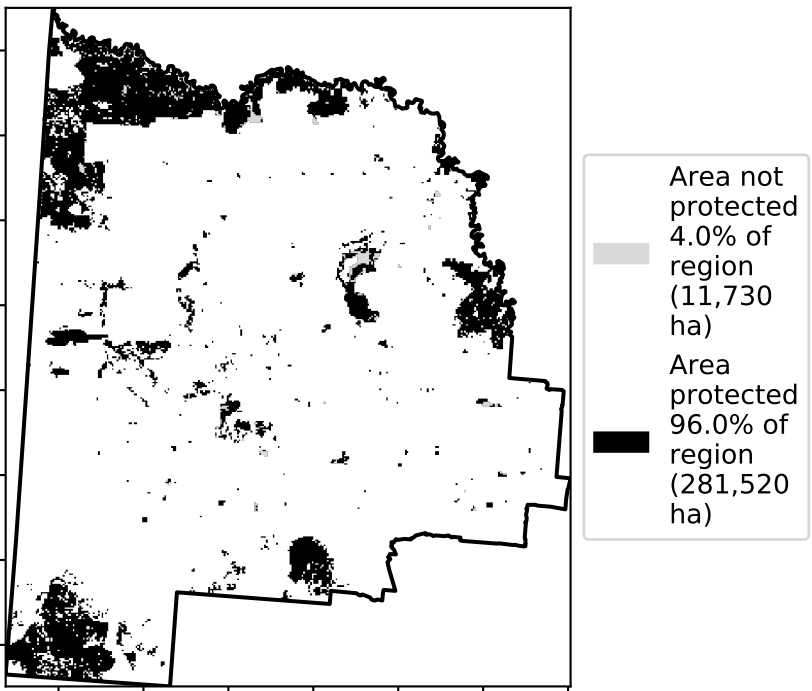 Area not
protected
4.0% of
region
(11,730
ha)
Area
protected
96.0% of
region
(281,520
ha)